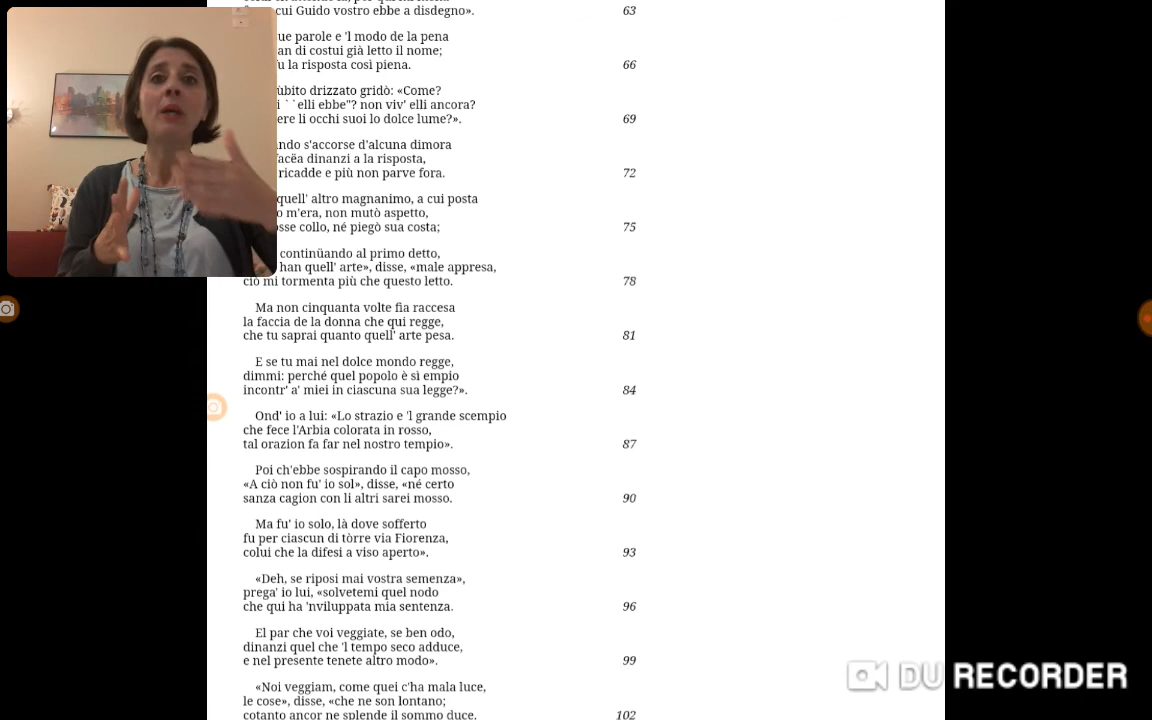 cui Guido vostro ebbe a disdegno». 63
ue parole e 'l modo de la pena
an di costui già letto il nome;
la risposta così piena. 66
ùbito drizzato gridò: «Come?
``elli ebbe"? non viv' elli ancora?
ere li occhi suoi lo dolce lume?». 69
ndo s'accorse d'alcuna dimora
facëa dinanzi a la risposta,
ricadde e più non parve fora. 72
quell' altro magnanimo, a cui posta
m'era, non mutò aspetto,
osse collo, né piegò sua costa; 75
continüando al primo detto,
han quell' arte», disse, «male appresa,
ciò mi tormenta più che questo letto. 78
Ma non cinquanta volte fia raccesa
la faccia de la donna che qui regge,
che tu saprai quanto quell' arte pesa. 81
E se tu mai nel dolce mondo regge,
dimmi: perché quel popolo è sì empio
incontr' a' miei in ciascuna sua legge?». 84
Ond' io a lui: «Lo strazio e 'l grande scempio
che fece l'Arbia colorata in rosso,
tal orazion fa far nel nostro tempio». 87
Poi ch'ebbe sospirando il capo mosso,
«A ciò non fu' io sol», disse, «né certo
sanza cagion con li altri sarei mosso. 90
Ma fu' io solo, là dove sofferto
fu per ciascun di tòrre via Fiorenza,
colui che la difesi a viso aperto». 93
«Deh, se riposi mai vostra semenza»,
prega' io lui, «solvetemi quel nodo
che qui ha 'nviluppata mia sentenza. 96
El par che voi veggiate, se ben odo,
dinanzi quel che 'l tempo seco adduce,
e nel presente tenete altro modo». 99
«Noi veggiam, come quei c'ha mala luce,
le cose», disse, «che ne son lontano;
cotanto ancor ne splende il sommo duce. 102
DU RECORDER